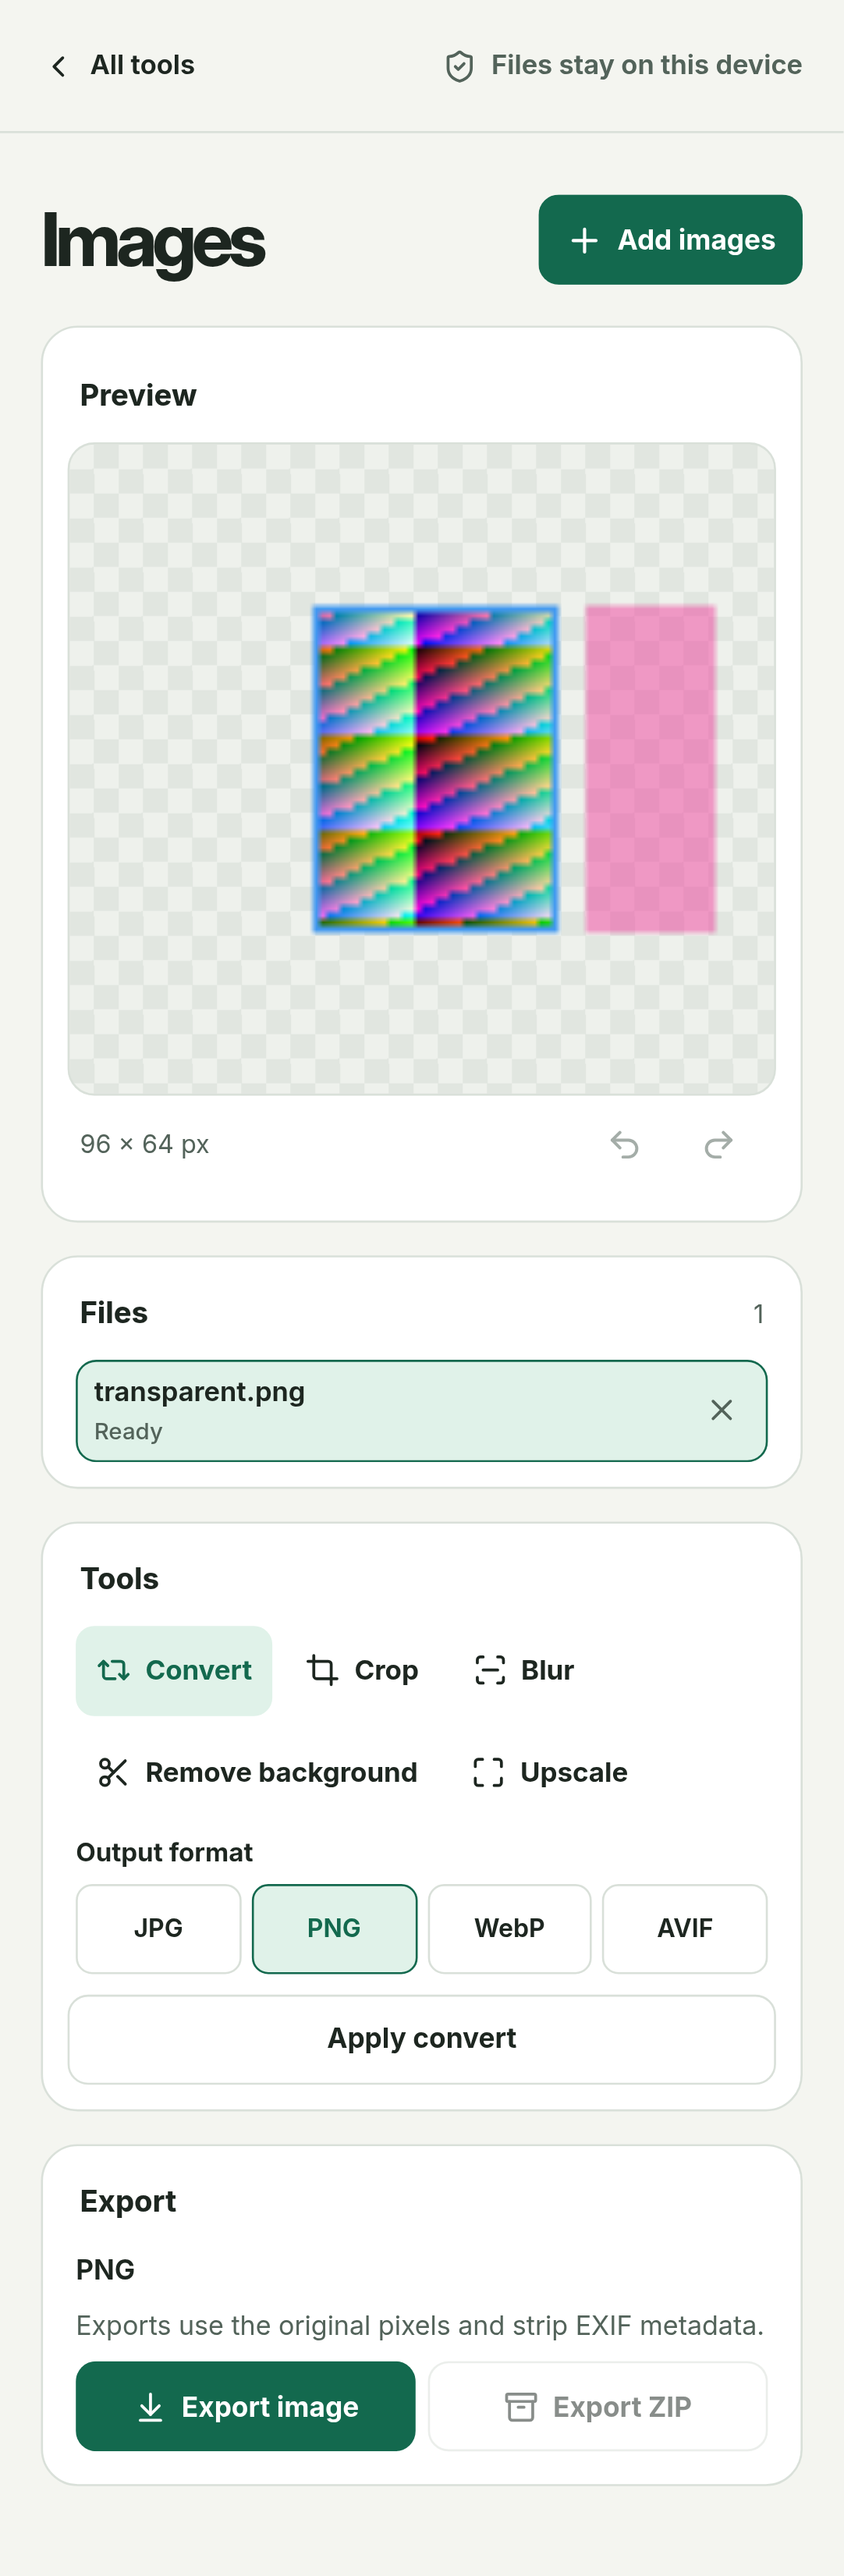 All tools
Files stay on this device
Images
Add images
Preview
96 × 64 px
Files
1
transparent.png
Ready
Tools
Convert
Crop
Blur
Remove background
Upscale
Output format
JPG
PNG
WebP
AVIF
Apply convert
Export
PNG
Exports use the original pixels and strip EXIF metadata.
Export image
Export ZIP